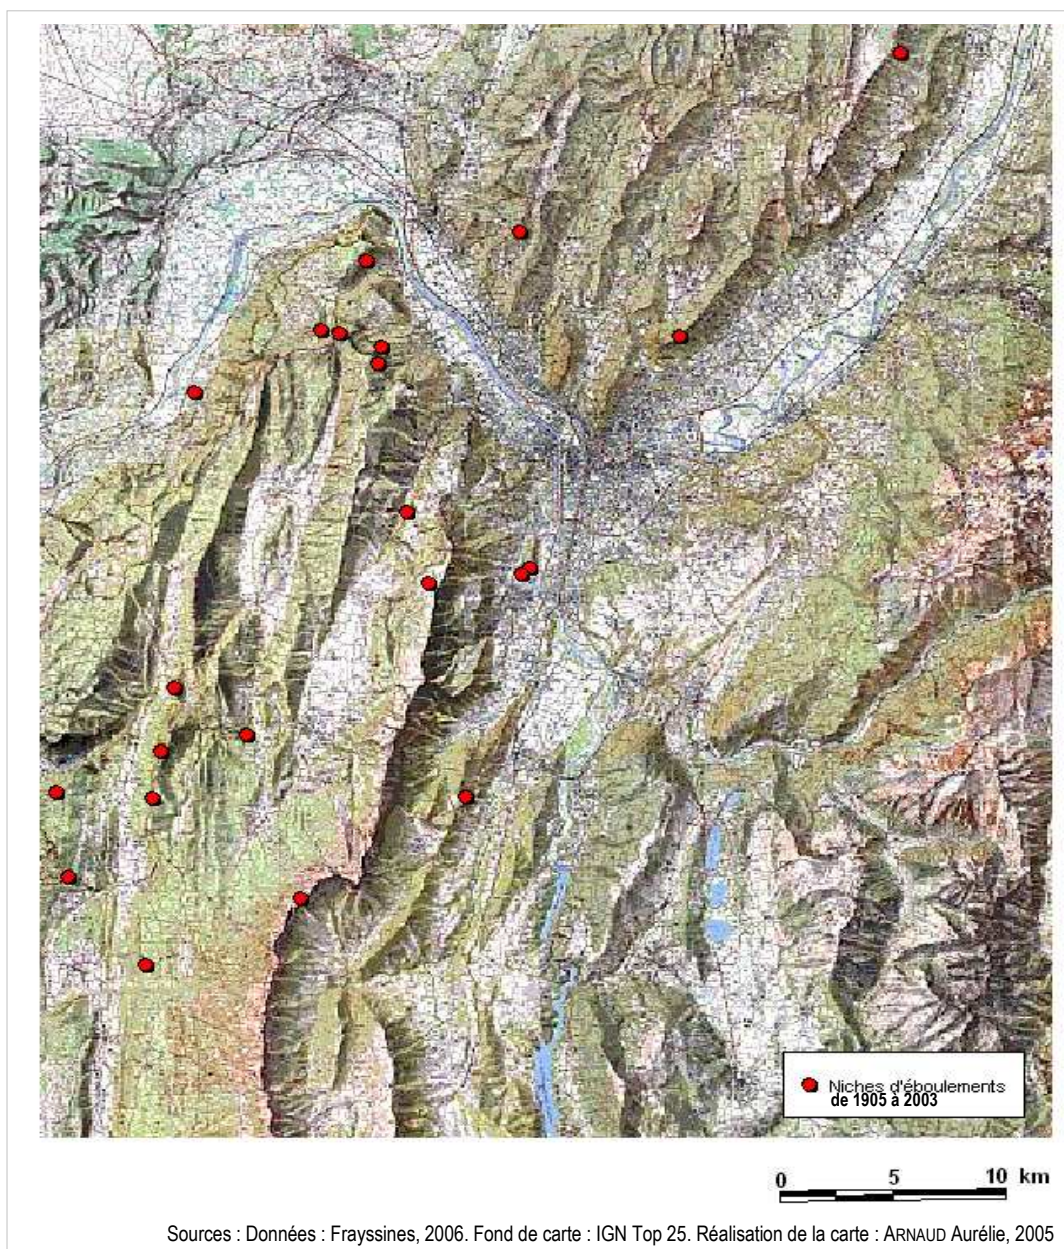 Niches d'éboulements
de 1905 à 2003
0 5 10 km
Sources : Données : Frayssines, 2006. Fond de carte : IGN Top 25. Réalisation de la carte : ARNAUD Aurélie, 2005